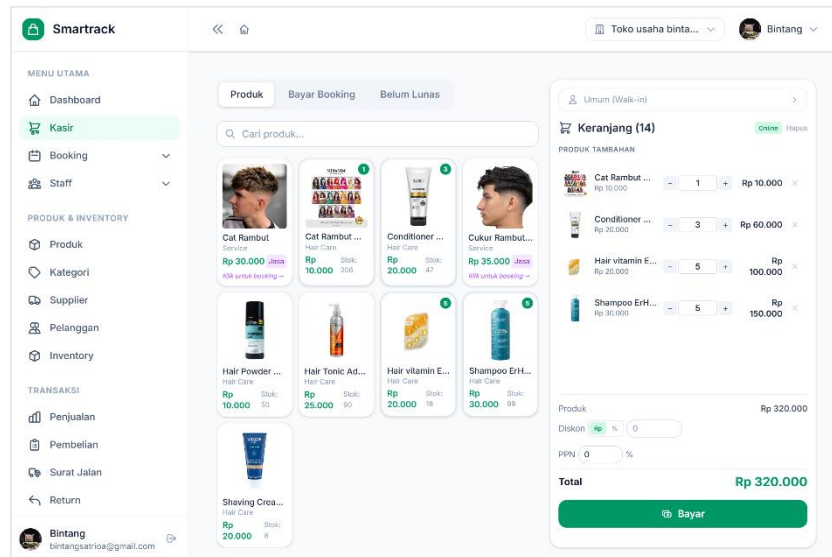 Smartrack
Toko usaha binta...
Bintang
MENU UTAMA
Dashboard
Kasir
Booking
Staff
PRODUK & INVENTORY
Produk
Kategori
Supplier
Pelanggan
Inventory
TRANSAKSI
Penjualan
Pembelian
Surat Jalan
Return
Bintang
bintangsatrioa@gmail.com
Produk Bayar Booking Belum Lunas
Cari produk...
Cat Rambut
Service
Rp 30.000 Jasa
Klik untuk booking →
1
Cat Rambut ...
Hair Care
Rp 10.000 Stok: 206
3
Conditioner ...
Hair Care
Rp 20.000 Stok: 47
Cukur Rambut...
Service
Rp 35.000 Jasa
Klik untuk booking →
Hair Powder ...
Hair Care
Rp 10.000 Stok: 50
Hair Tonic Ad...
Hair Care
Rp 25.000 Stok: 90
5
Hair vitamin E...
Hair Care
Rp 20.000 Stok: 18
5
Shampoo ErH...
Hair Care
Rp 30.000 Stok: 99
Shaving Crea...
Hair Care
Rp 20.000 Stok: 8
Umum (Walk-in)
Keranjang (14) Online Hapus
PRODUK TAMBAHAN
Cat Rambut ...
Rp 10.000
- 1 + Rp 10.000 ×
Conditioner ...
Rp 20.000
- 3 + Rp 60.000 ×
Hair vitamin E...
Rp 20.000
- 5 + Rp 100.000 ×
Shampoo ErH...
Rp 30.000
- 5 + Rp 150.000 ×
Produk Rp 320.000
Diskon Rp % 0
PPN 0 %
Total Rp 320.000
Bayar